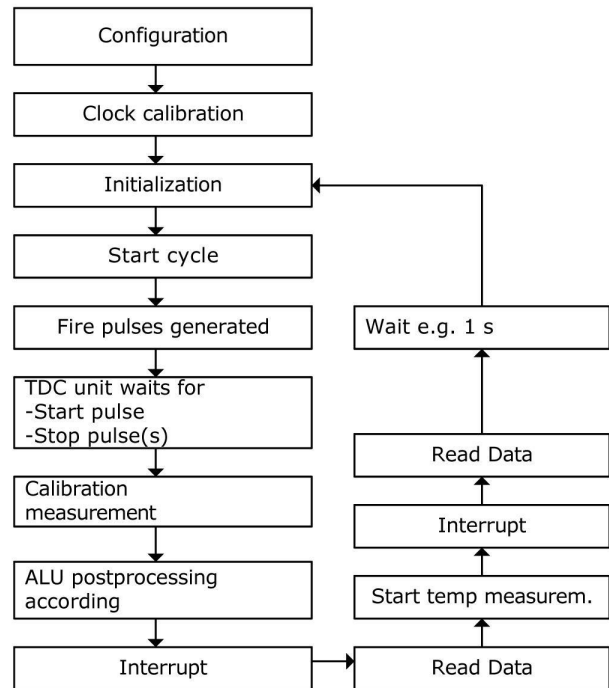 Configuration
Clock calibration
Initialization
Start cycle
Fire pulses generated
TDC unit waits for
-Start pulse
-Stop pulse(s)
Calibration
measurement
ALU postprocessing
according
Interrupt
Read Data
Start temp measurem.
Interrupt
Read Data
Wait e.g. 1 s